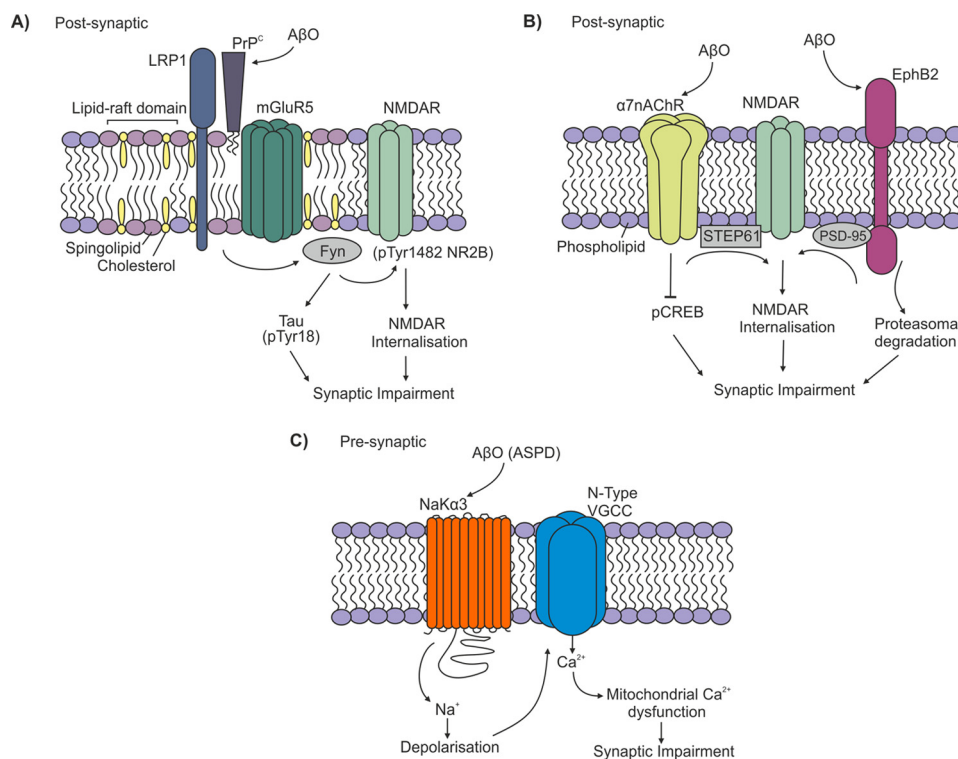 A)
Post-synaptic
LRP1
PrPᶜ
AβO
Lipid-raft domain
mGluR5
NMDAR
Spingolipid
Cholesterol
Fyn
(pTyr1482 NR2B)
Tau
(pTyr18)
NMDAR
Internalisation
Synaptic Impairment
B)
Post-synaptic
AβO
AβO
EphB2
α7nAChR
NMDAR
Phospholipid
STEP61
PSD-95
pCREB
NMDAR
Internalisation
Proteasomal
degradation
Synaptic Impairment
C)
Pre-synaptic
AβO (ASPD)
NaKα3
N-Type
VGCC
Ca²⁺
Na⁺
Mitochondrial Ca²⁺
dysfunction
Depolarisation
Synaptic Impairment